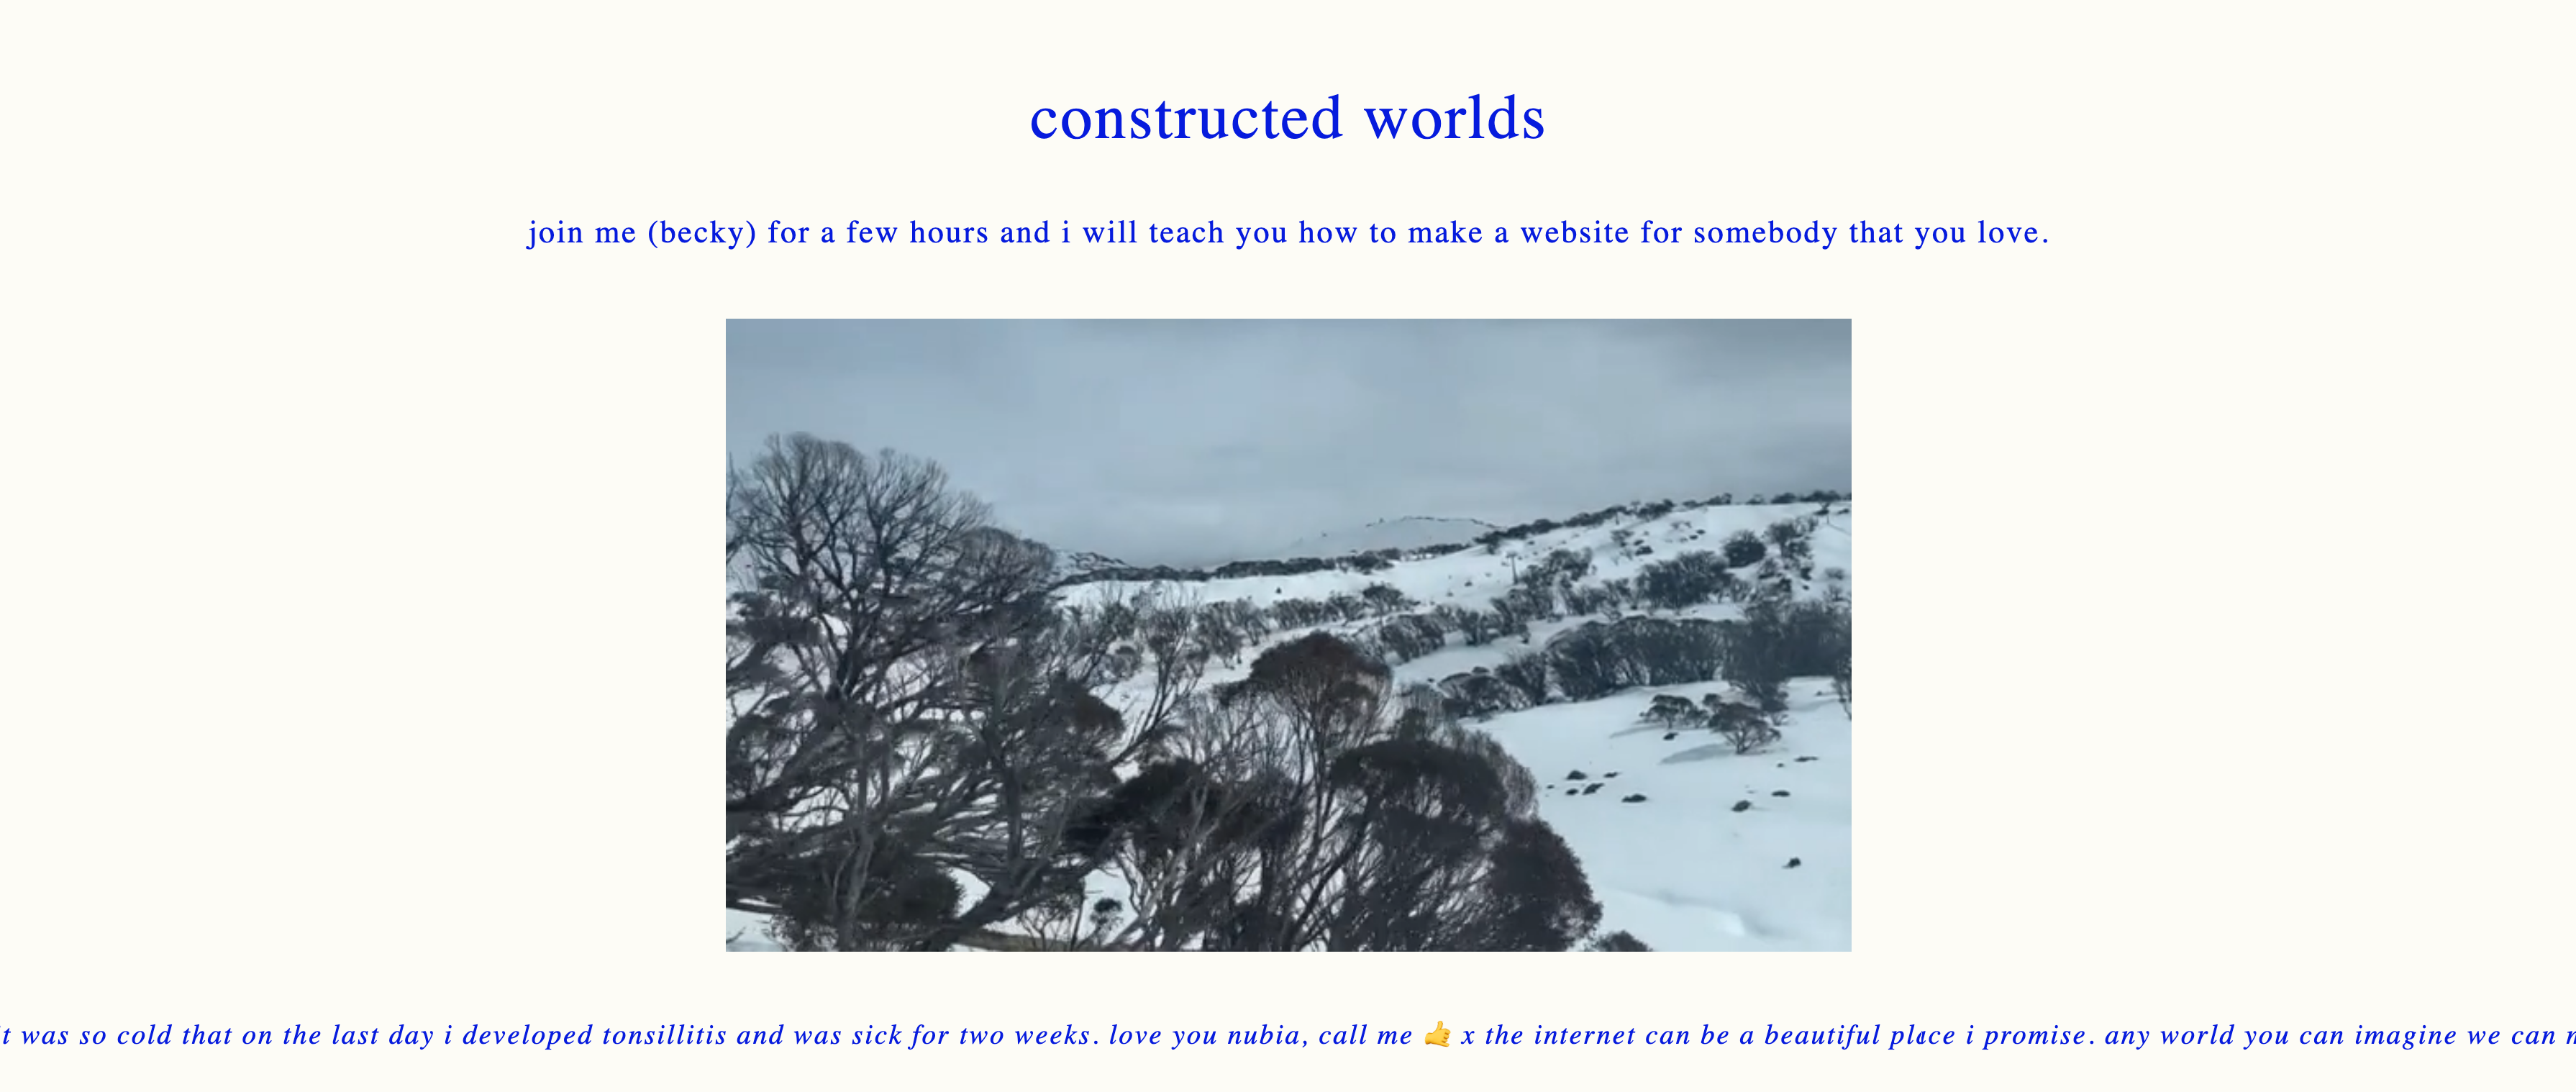 constructed worlds
join me (becky) for a few hours and i will teach you how to make a website for somebody that you love.
was so cold that on the last day i developed tonsillitis and was sick for two weeks. love you nubia, call me 🤙 x the internet can be a beautiful place i promise. any world you can imagine we can